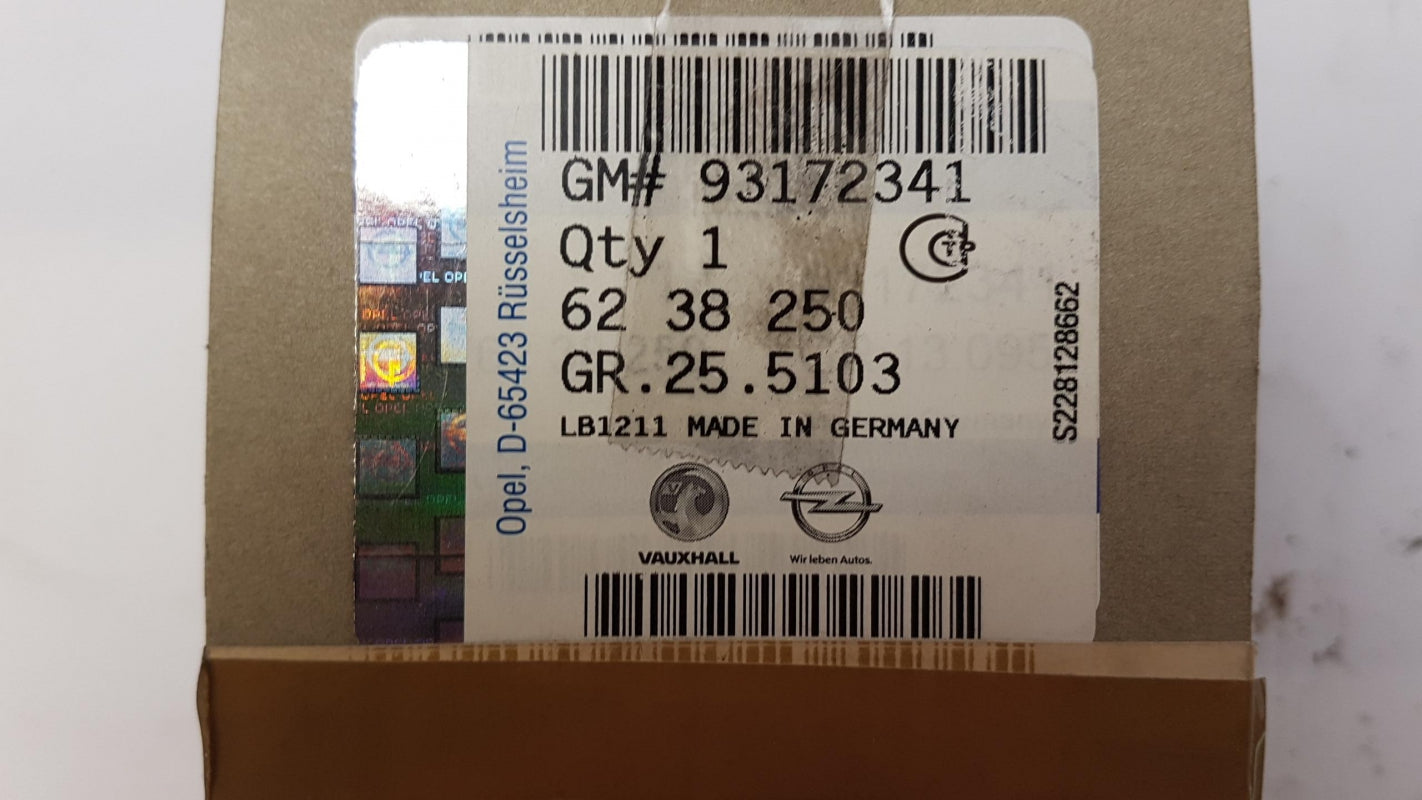 GM# 93172341
Qty 1
62 38 250
GR.25.5103
LB1211 MADE IN GERMANY
VAUXHALL
OPEL
Wir leben Autos.
Opel, D-65423 Rüsselsheim
S228128662